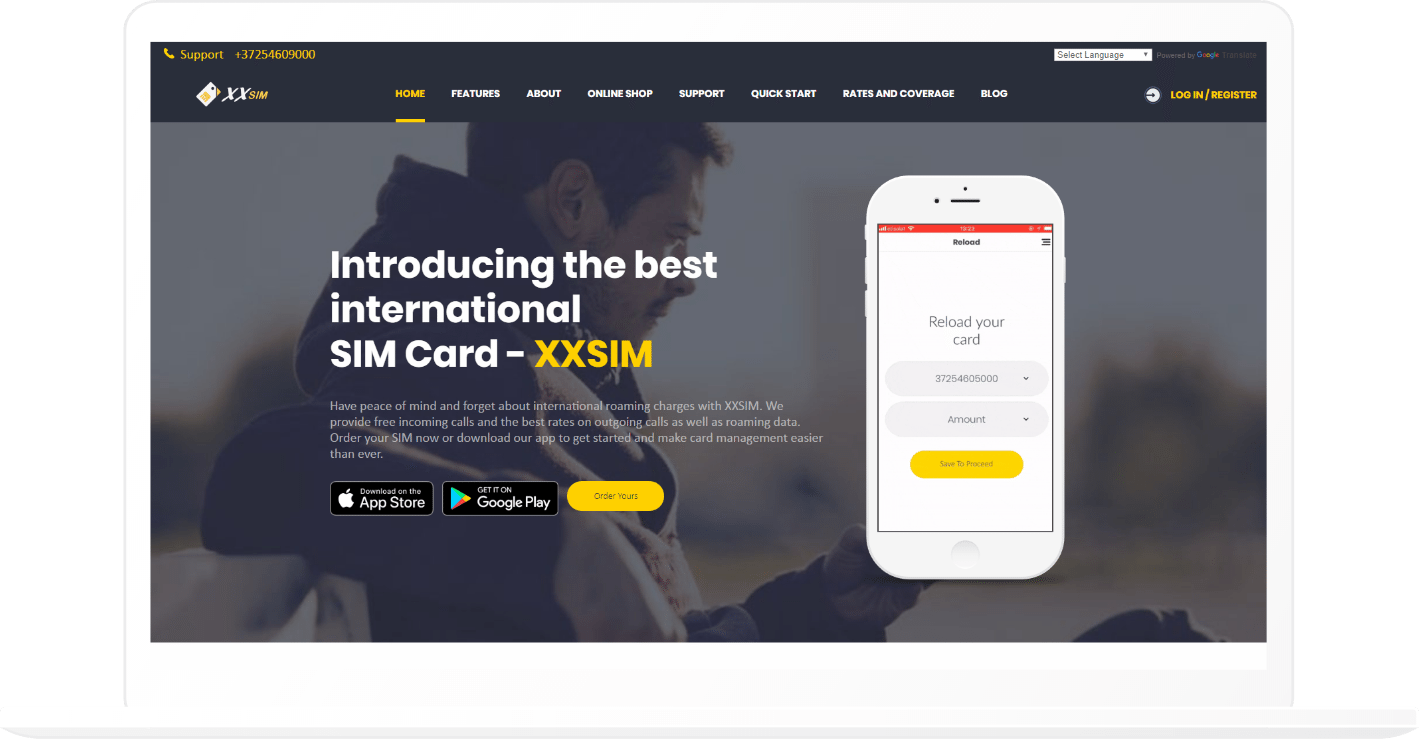 Support +37254609000
Select Language
Powered by Google Translate
XXSIM
HOME
FEATURES
ABOUT
ONLINE SHOP
SUPPORT
QUICK START
RATES AND COVERAGE
BLOG
LOG IN / REGISTER
Introducing the best
international
SIM Card - XXSIM
Have peace of mind and forget about international roaming charges with XXSIM. We
provide free incoming calls and the best rates on outgoing calls as well as roaming data.
Order your SIM now or download our app to get started and make card management easier
than ever.
Download on the
App Store
GET IT ON
Google Play
Order Yours
13:23
Reload
Reload your
card
37254605000
Amount
Save To Proceed